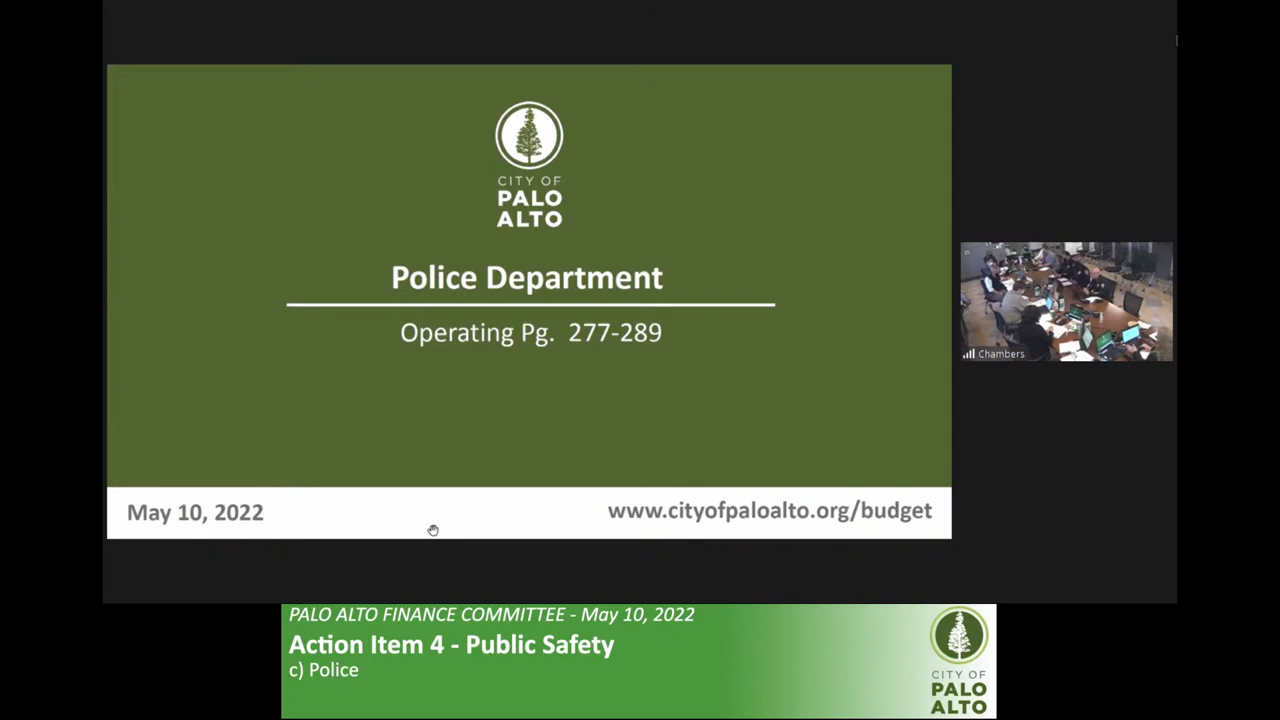 CITY OF
PALO
ALTO
Police Department
Operating Pg. 277-289
May 10, 2022
www.cityofpaloalto.org/budget
Chambers
PALO ALTO FINANCE COMMITTEE - May 10, 2022
Action Item 4 - Public Safety
c) Police
CITY OF
PALO
ALTO